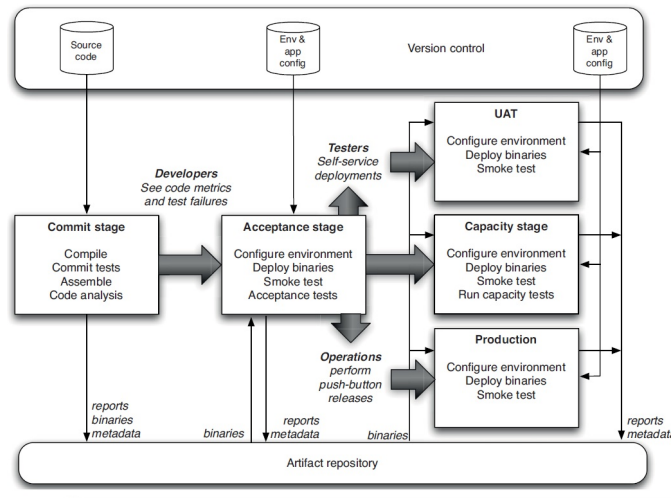 Source
code
Env &
app
config
Version control
Env &
app
config
Developers
See code metrics
and test failures
Testers
Self-service
deployments
UAT
Configure environment
Deploy binaries
Smoke test
Commit stage
Compile
Commit tests
Assemble
Code analysis
Acceptance stage
Configure environment
Deploy binaries
Smoke test
Acceptance tests
Capacity stage
Configure environment
Deploy binaries
Smoke test
Run capacity tests
Operations
perform
push-button
releases
Production
Configure environment
Deploy binaries
Smoke test
reports
binaries
metadata
binaries
reports
metadata
binaries
reports
metadata
Artifact repository